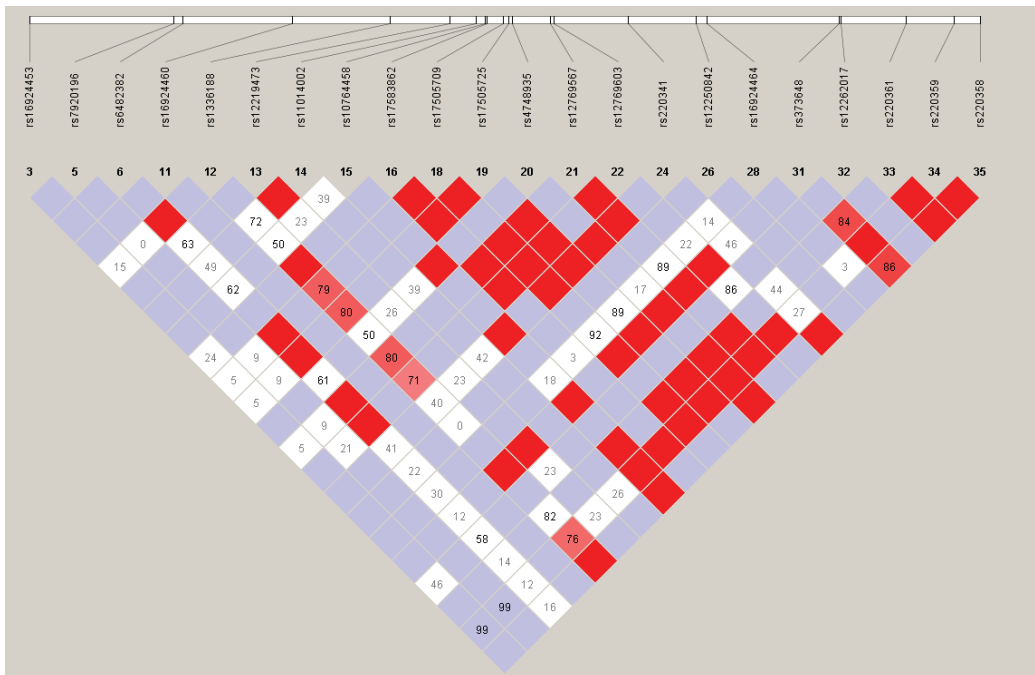 rs16924453
rs7920196
rs6482382
rs16924460
rs1336188
rs12219473
rs11014002
rs10764458
rs17583862
rs17505709
rs17505725
rs4748935
rs12769567
rs12769603
rs220341
rs12250842
rs16924464
rs373648
rs12262017
rs220361
rs220359
rs220358
3 5 6 11 12 13 14 15 16 18 19 20 21 22 24 26 28 31 32 33 34 35
39
72 23 14 84
0 63 50 22 46
15 49 89 3 86
62 79 39 17 86 44
80 26 89 27
50 92
24 9 80 42 3
5 9 61 71 23 18
5 40
9 0
5 21 41
22 23
30 26
12 82 23
58 76
14
46 12
99 16
99